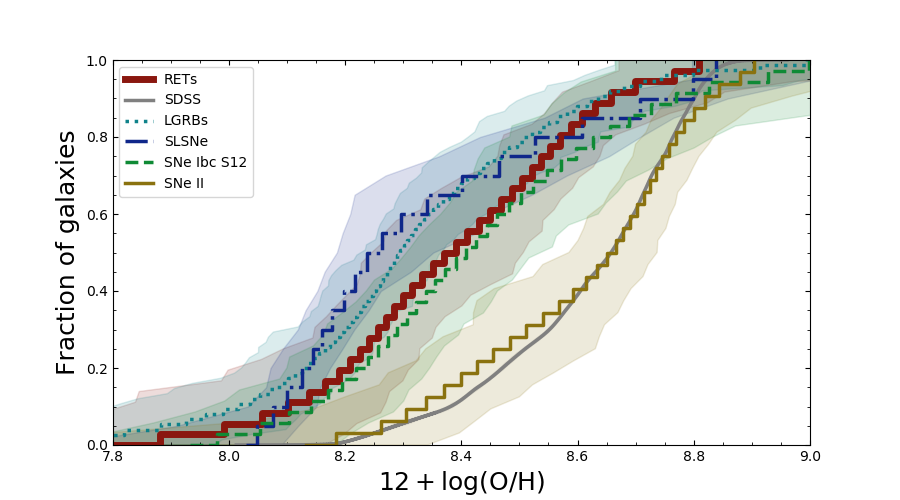 1.0
0.8
0.6
0.4
0.2
0.0
Fraction of galaxies
RETs
SDSS
LGRBs
SLSNe
SNe Ibc S12
SNe II
7.8 8.0 8.2 8.4 8.6 8.8 9.0
12 + log(O/H)